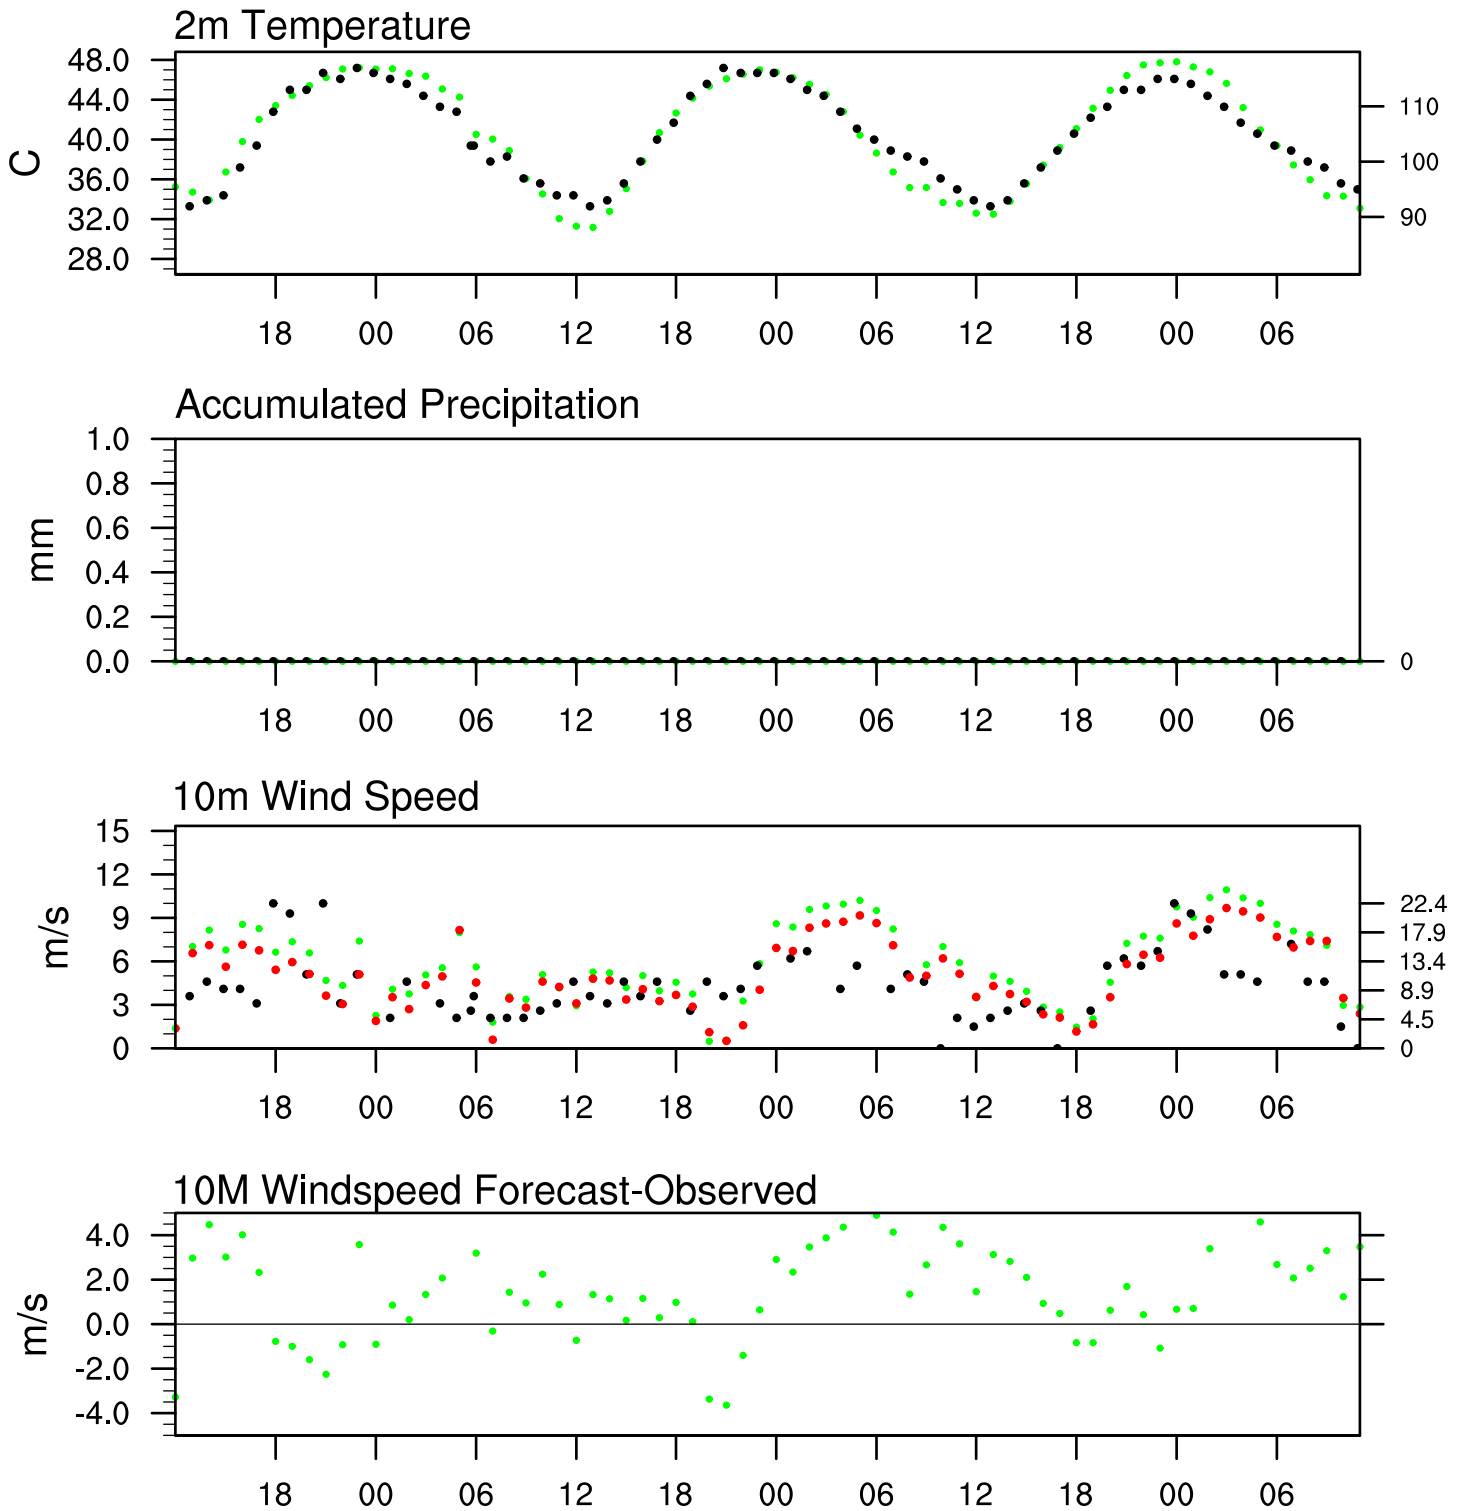 2m Temperature
48.0
44.0
40.0
36.0
32.0
28.0
C
110
100
90
18 00 06 12 18 00 06 12 18 00 06
Accumulated Precipitation
1.0
0.8
0.6
0.4
0.2
0.0
mm
0
18 00 06 12 18 00 06 12 18 00 06
10m Wind Speed
15
12
9
6
3
0
m/s
22.4
17.9
13.4
8.9
4.5
0
18 00 06 12 18 00 06 12 18 00 06
10M Windspeed Forecast-Observed
4.0
2.0
0.0
-2.0
-4.0
m/s
18 00 06 12 18 00 06 12 18 00 06